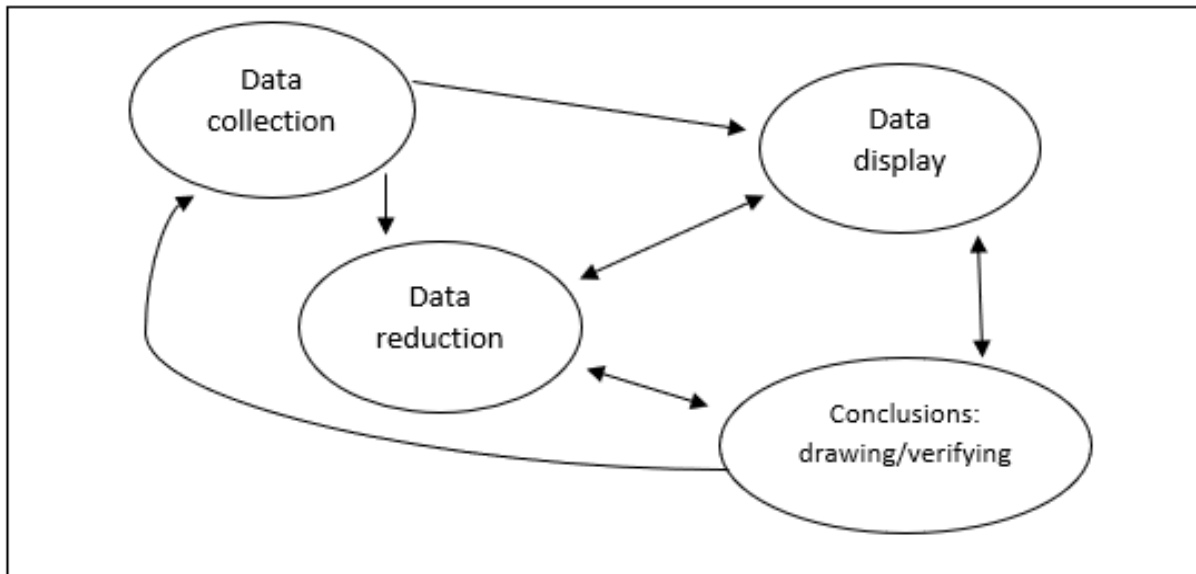 Data
collection
Data
display
Data
reduction
Conclusions:
drawing/verifying